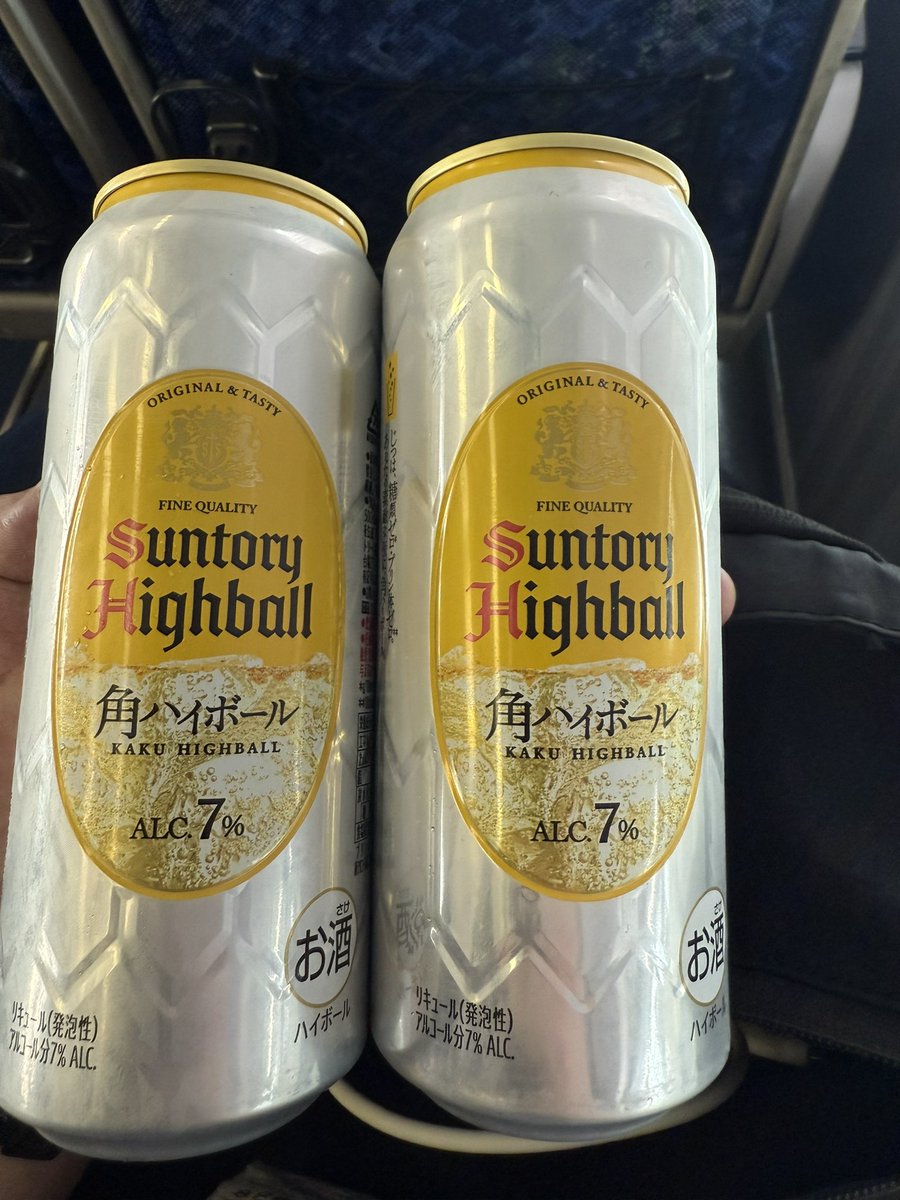 ORIGINAL & TASTY
FINE QUALITY
Suntory
Highball
角ハイボール
KAKU HIGHBALL
ALC.7%
さけ
お酒
ハイボール
リキュール(発泡性)
アルコール分7% ALC.
ORIGINAL & TASTY
FINE QUALITY
Suntory
Highball
角ハイボール
KAKU HIGHBALL
ALC.7%
さけ
お酒
ハイボール
リキュール(発泡性)
アルコール分7% ALC.